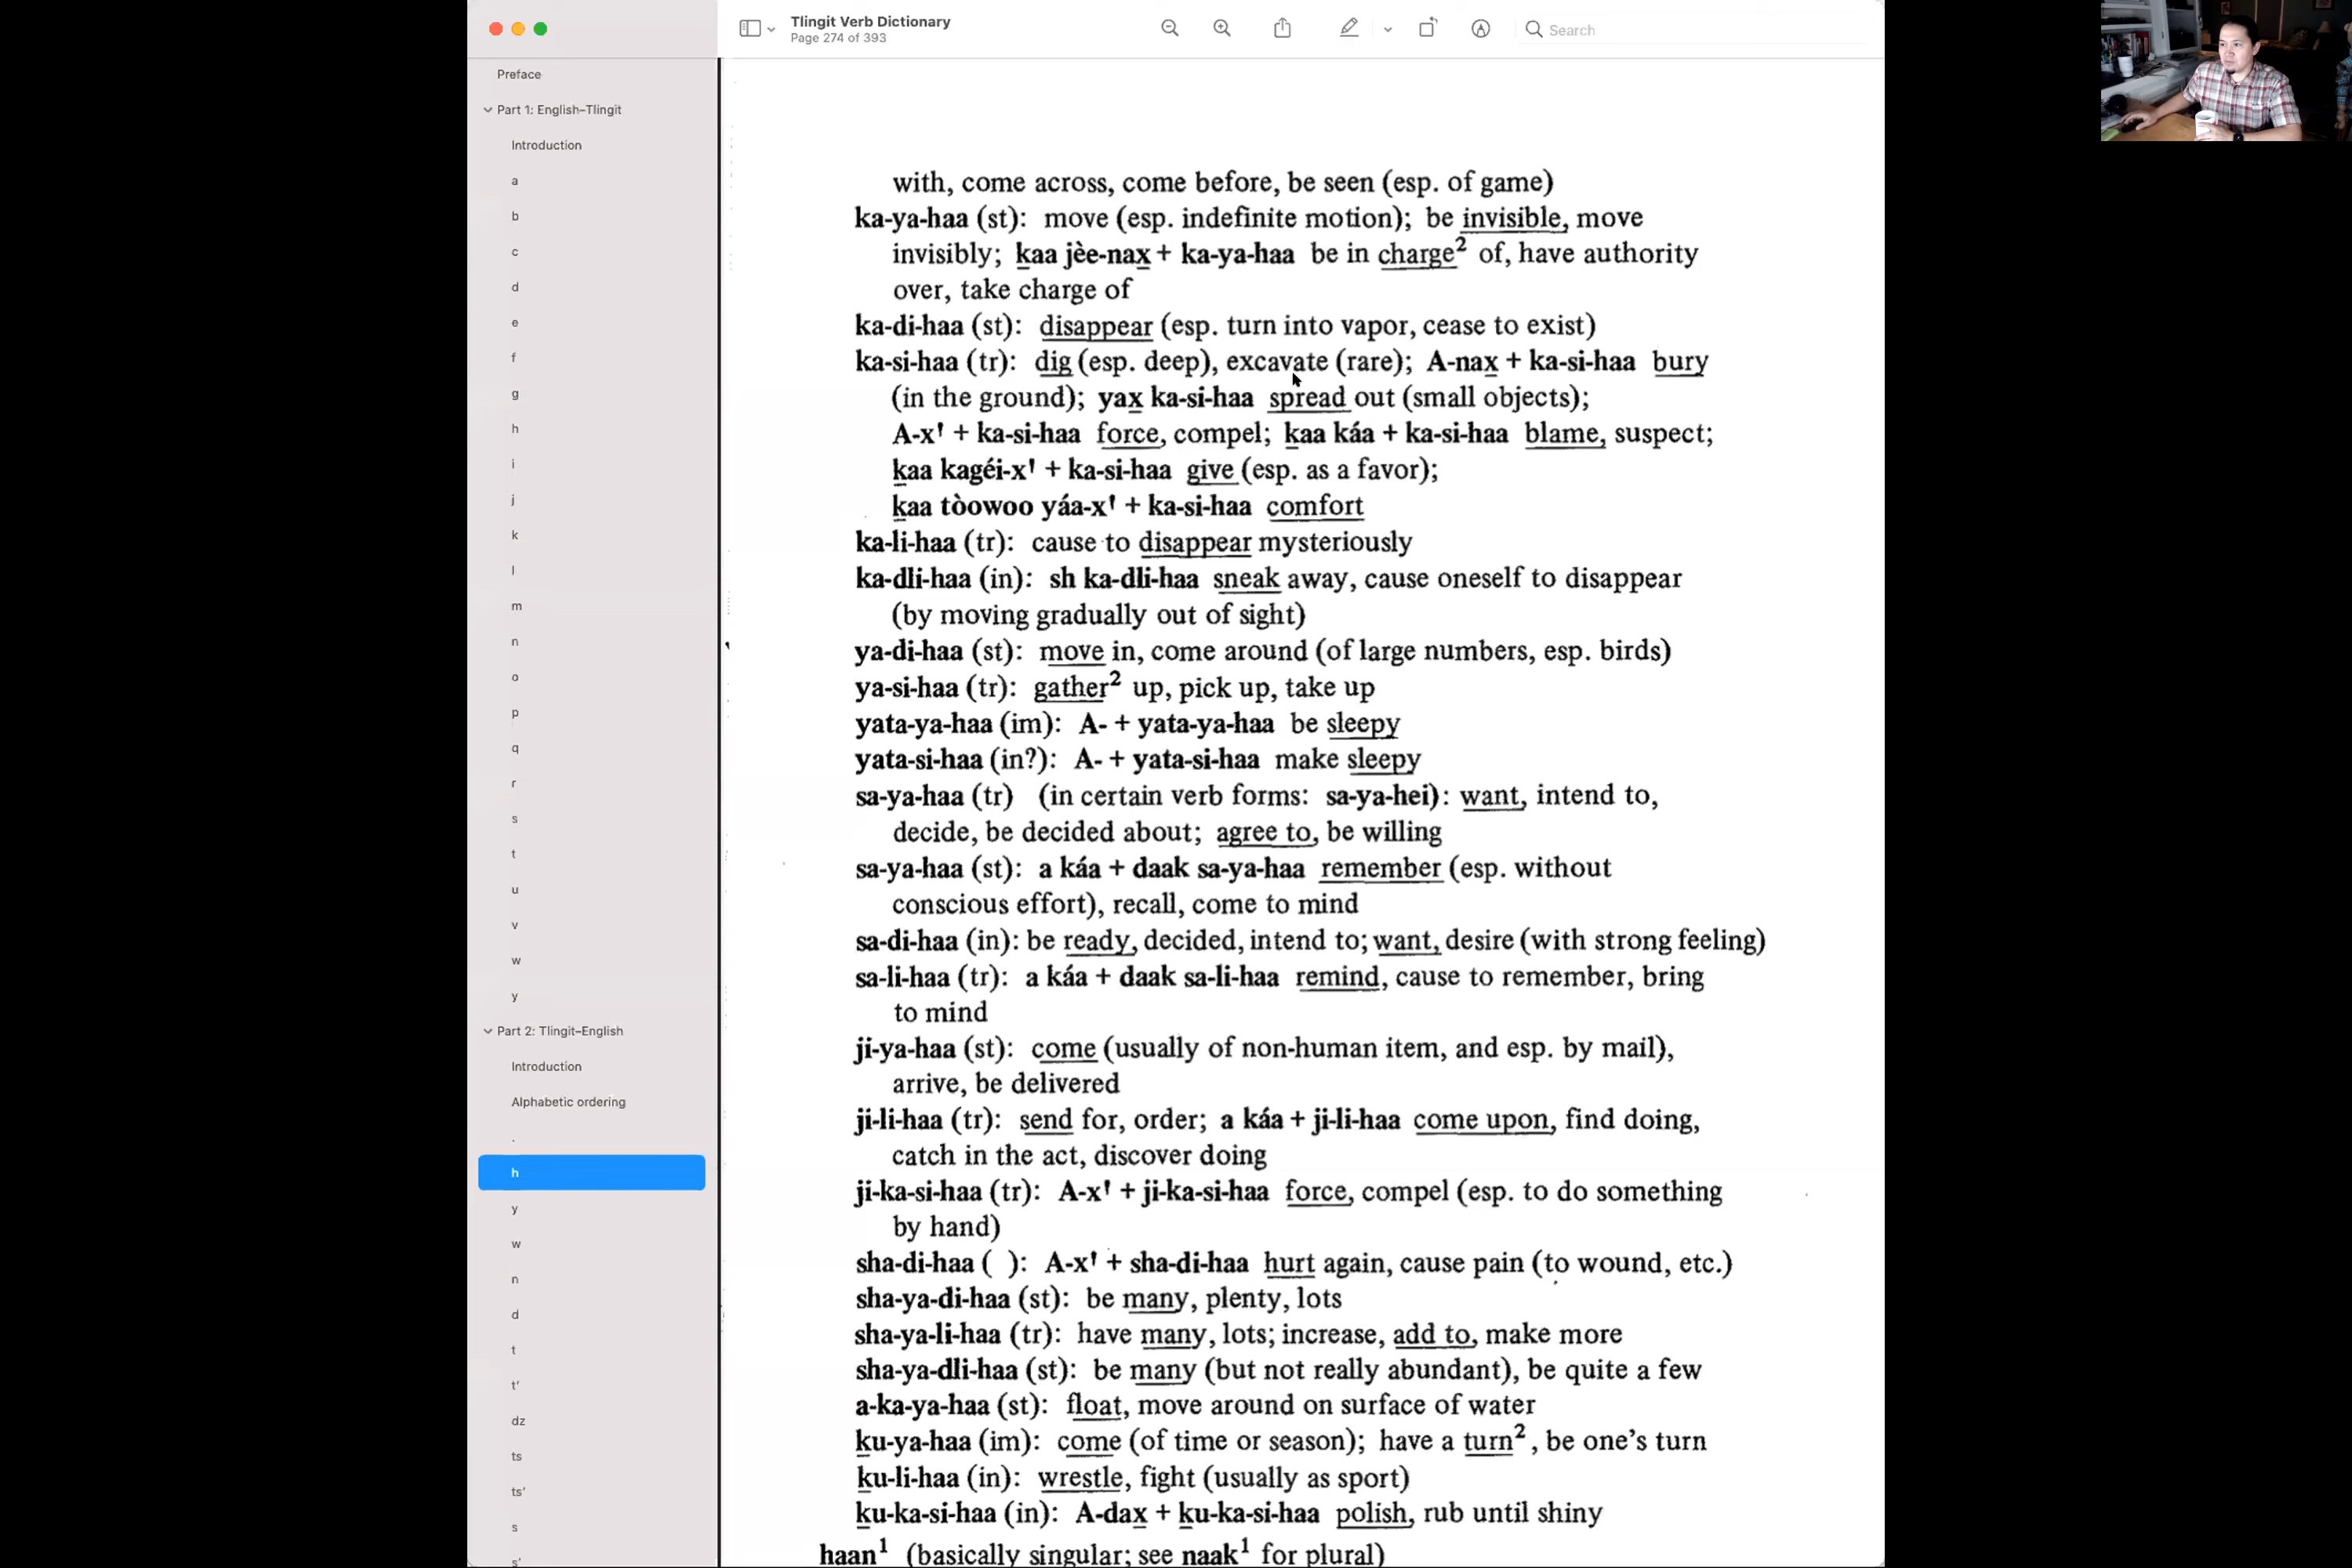 Tlingit Verb Dictionary
Page 274 of 393
Search
Preface
Part 1: English–Tlingit
Introduction
a
b
c
d
e
f
g
h
i
j
k
l
m
n
o
p
q
r
s
t
u
v
w
y
Part 2: Tlingit–English
Introduction
Alphabetic ordering
.
h
y
w
n
d
t
t’
dz
ts
ts’
s
s’
with, come across, come before, be seen (esp. of game)
ka-ya-haa (st): move (esp. indefinite motion); be invisible, move
invisibly; ḵaa jèe-nax̱ + ka-ya-haa be in charge² of, have authority
over, take charge of
ka-di-haa (st): disappear (esp. turn into vapor, cease to exist)
ka-si-haa (tr): dig (esp. deep), excavate (rare); A-nax̱ + ka-si-haa bury
(in the ground); yax̱ ka-si-haa spread out (small objects);
A-x' + ka-si-haa force, compel; ḵaa káa + ka-si-haa blame, suspect;
ḵaa kagéi-x' + ka-si-haa give (esp. as a favor);
ḵaa tòowoo yáa-x' + ka-si-haa comfort
ka-li-haa (tr): cause to disappear mysteriously
ka-dli-haa (in): sh ka-dli-haa sneak away, cause oneself to disappear
(by moving gradually out of sight)
ya-di-haa (st): move in, come around (of large numbers, esp. birds)
ya-si-haa (tr): gather² up, pick up, take up
yata-ya-haa (im): A- + yata-ya-haa be sleepy
yata-si-haa (in?): A- + yata-si-haa make sleepy
sa-ya-haa (tr) (in certain verb forms: sa-ya-hei): want, intend to,
decide, be decided about; agree to, be willing
sa-ya-haa (st): a káa + daak sa-ya-haa remember (esp. without
conscious effort), recall, come to mind
sa-di-haa (in): be ready, decided, intend to; want, desire (with strong feeling)
sa-li-haa (tr): a káa + daak sa-li-haa remind, cause to remember, bring
to mind
ji-ya-haa (st): come (usually of non-human item, and esp. by mail),
arrive, be delivered
ji-li-haa (tr): send for, order; a káa + ji-li-haa come upon, find doing,
catch in the act, discover doing
ji-ka-si-haa (tr): A-x' + ji-ka-si-haa force, compel (esp. to do something
by hand)
sha-di-haa ( ): A-x' + sha-di-haa hurt again, cause pain (to wound, etc.)
sha-ya-di-haa (st): be many, plenty, lots
sha-ya-li-haa (tr): have many, lots; increase, add to, make more
sha-ya-dli-haa (st): be many (but not really abundant), be quite a few
a-ka-ya-haa (st): float, move around on surface of water
ḵu-ya-haa (im): come (of time or season); have a turn², be one's turn
ḵu-li-haa (in): wrestle, fight (usually as sport)
ḵu-ka-si-haa (in): A-dax̱ + ḵu-ka-si-haa polish, rub until shiny
haan¹ (basically singular; see naak¹ for plural)